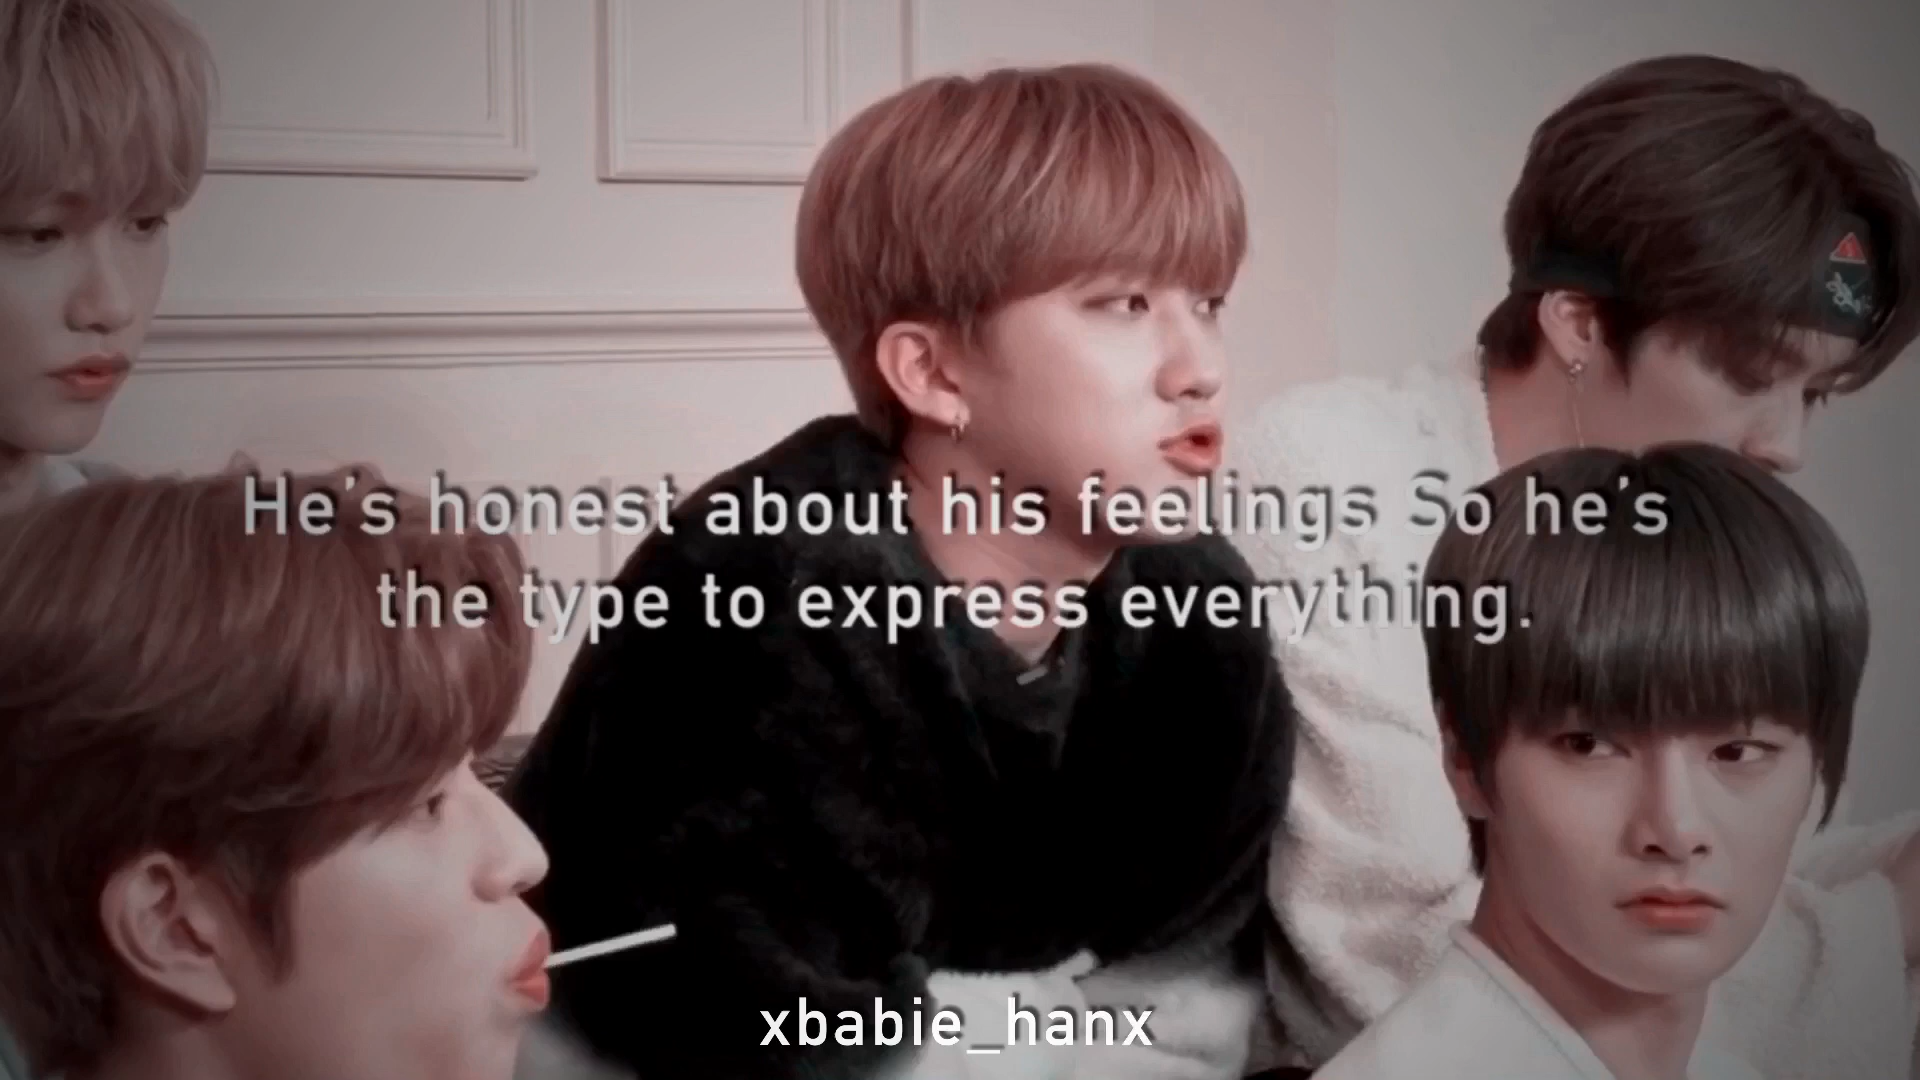 He's honest about his feelings So he's
the type to express everything.
xbabie_hanx